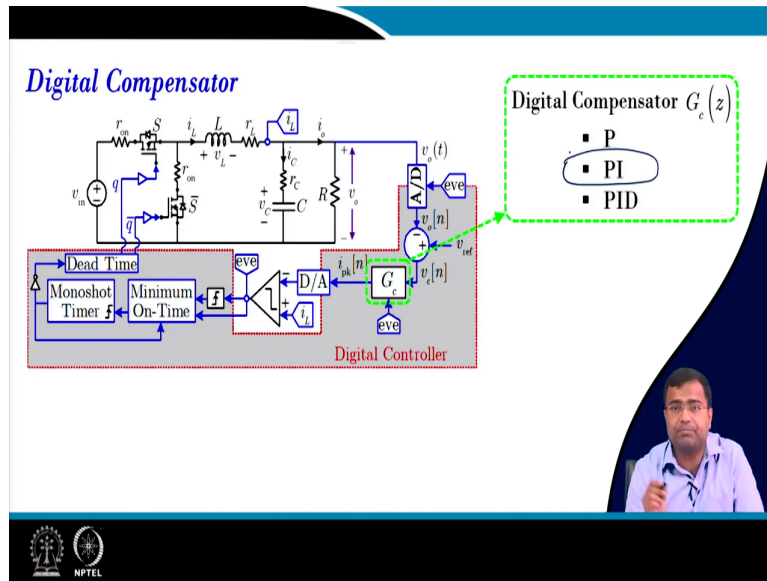 Digital Compensator
Digital Compensator G_c(z)
▪ P
▪ PI
▪ PID
r_on
S
i_L
L
r_L
i_L
i_o
+ v_L −
i_C
v_o(t)
q
r_on
r_C
+
A/D
eve
v_in
S̅
+
v_C
−
C
R
v_o
−
v_o[n]
q̅
−
+
v_ref
Dead Time
eve
i_pk[n]
v_c[n]
Monoshot
Timer
Minimum
On-Time
−
+
D/A
i_L
G_c
eve
Digital Controller
NPTEL